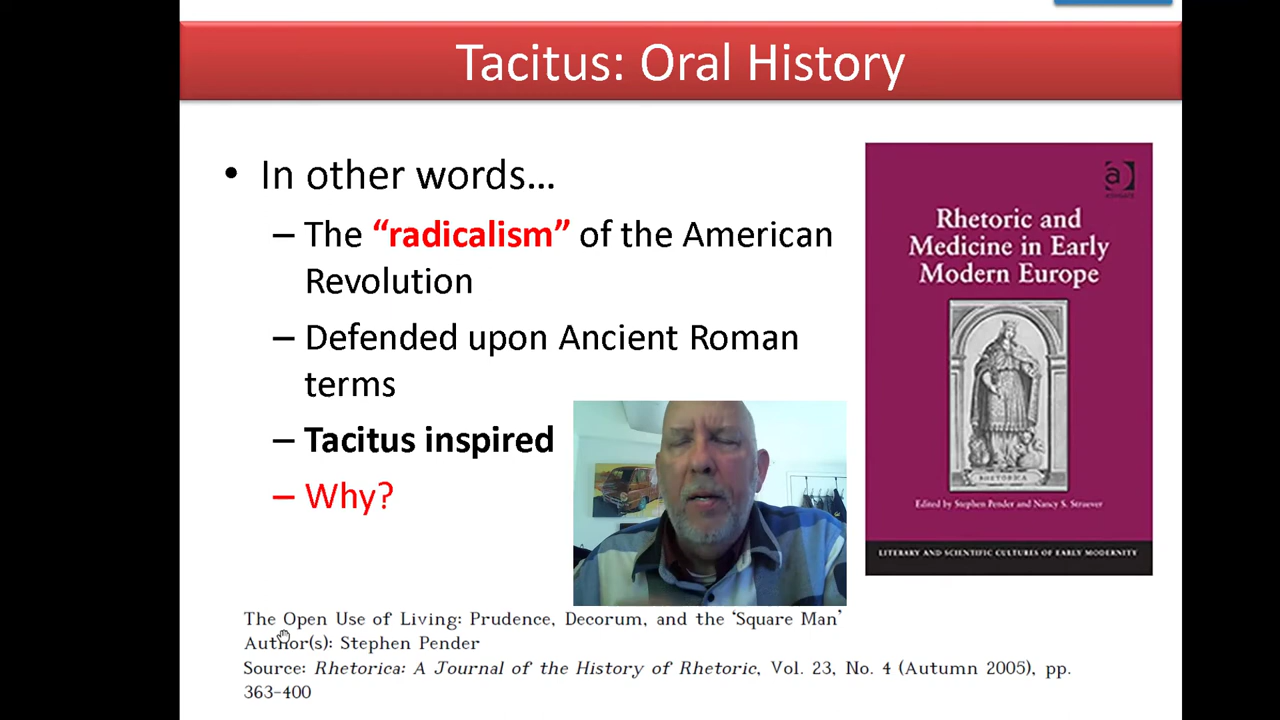 Tacitus: Oral History
• In other words…
– The “radicalism” of the American
Revolution
– Defended upon Ancient Roman
terms
– Tacitus inspired
– Why?
a
ASHGATE
Rhetoric and
Medicine in Early
Modern Europe
RHETORICA
Edited by Stephen Pender and Nancy S. Struever
LITERARY AND SCIENTIFIC CULTURES OF EARLY MODERNITY
The Open Use of Living: Prudence, Decorum, and the ‘Square Man’
Author(s): Stephen Pender
Source: Rhetorica: A Journal of the History of Rhetoric, Vol. 23, No. 4 (Autumn 2005), pp.
363-400